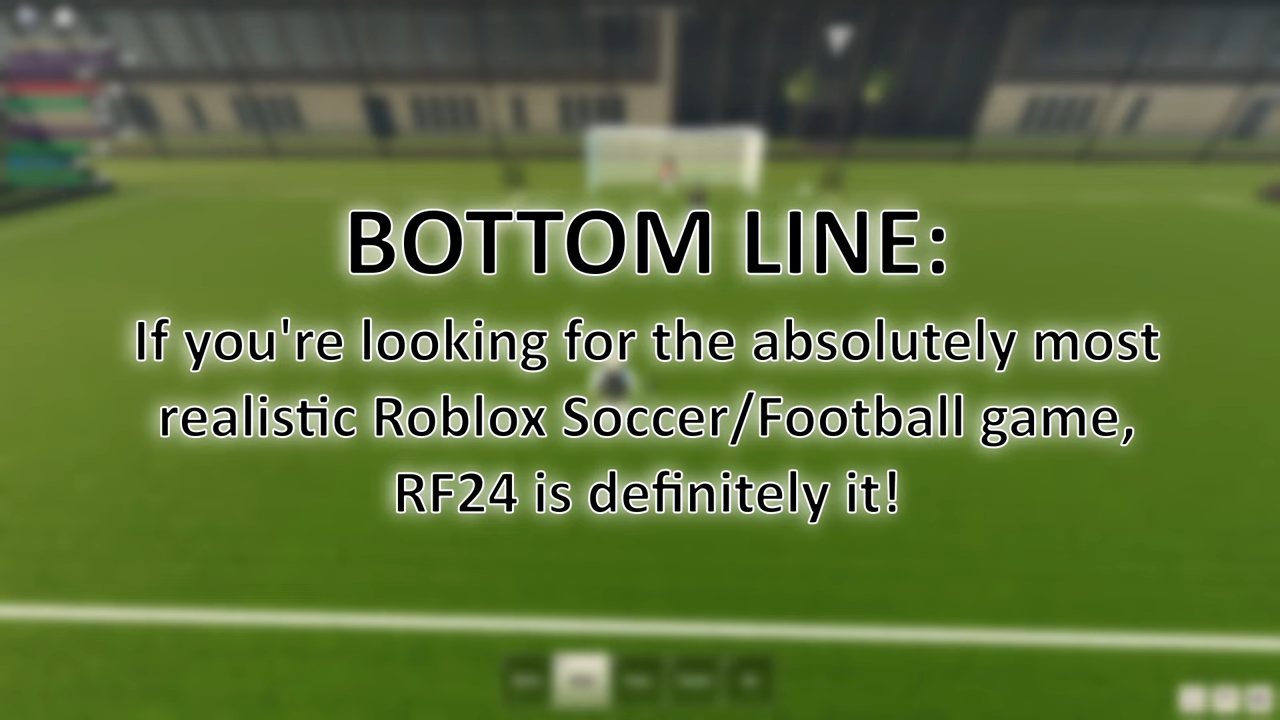 BOTTOM LINE:
If you're looking for the absolutely most
realistic Roblox Soccer/Football game,
RF24 is definitely it!